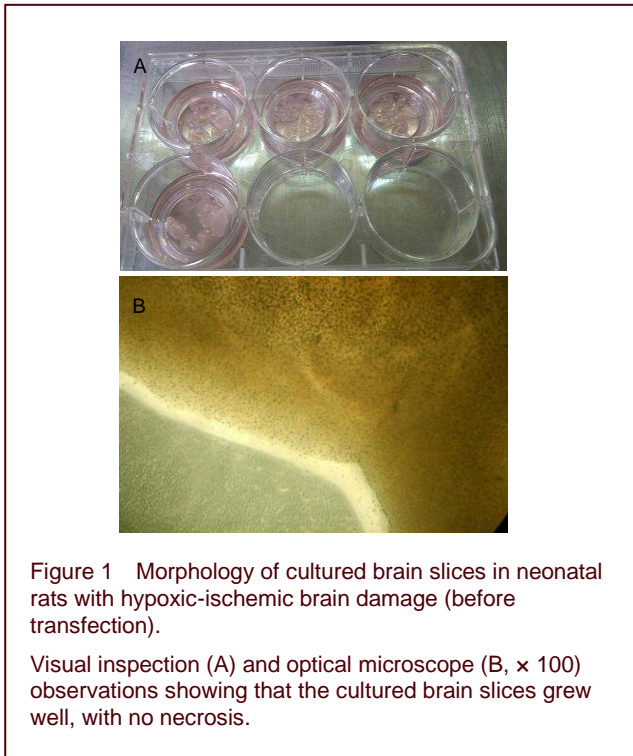 A
B
Figure 1 Morphology of cultured brain slices in neonatal
rats with hypoxic-ischemic brain damage (before
transfection).
Visual inspection (A) and optical microscope (B, × 100)
observations showing that the cultured brain slices grew
well, with no necrosis.